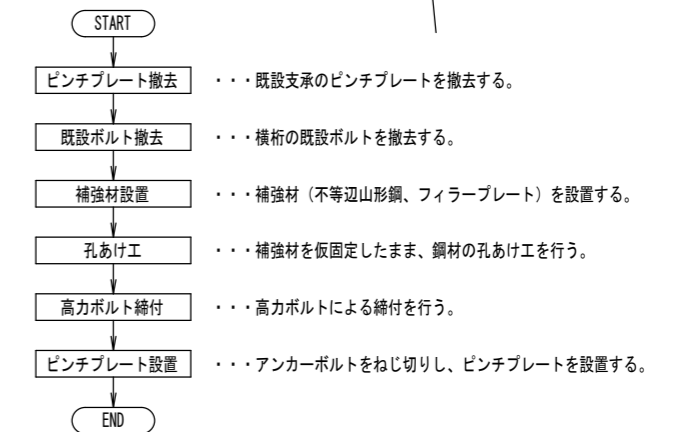 START
ピンチプレート撤去 ・・・既設支承のピンチプレートを撤去する。
既設ボルト撤去 ・・・横桁の既設ボルトを撤去する。
補強材設置 ・・・補強材（不等辺山形鋼、フィラープレート）を設置する。
孔あけ工 ・・・補強材を仮固定したまま、鋼材の孔あけ工を行う。
高力ボルト締付 ・・・高力ボルトによる締付を行う。
ピンチプレート設置 ・・・アンカーボルトをねじ切りし、ピンチプレートを設置する。
END